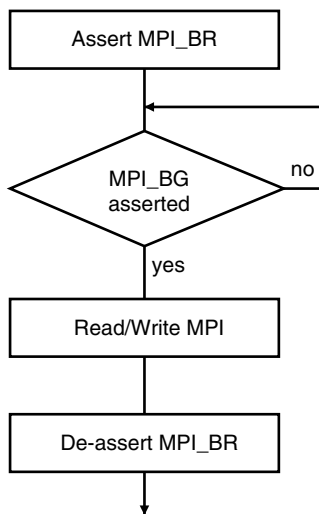 Assert MPI_BR
MPI_BG
asserted
no
yes
Read/Write MPI
De-assert MPI_BR